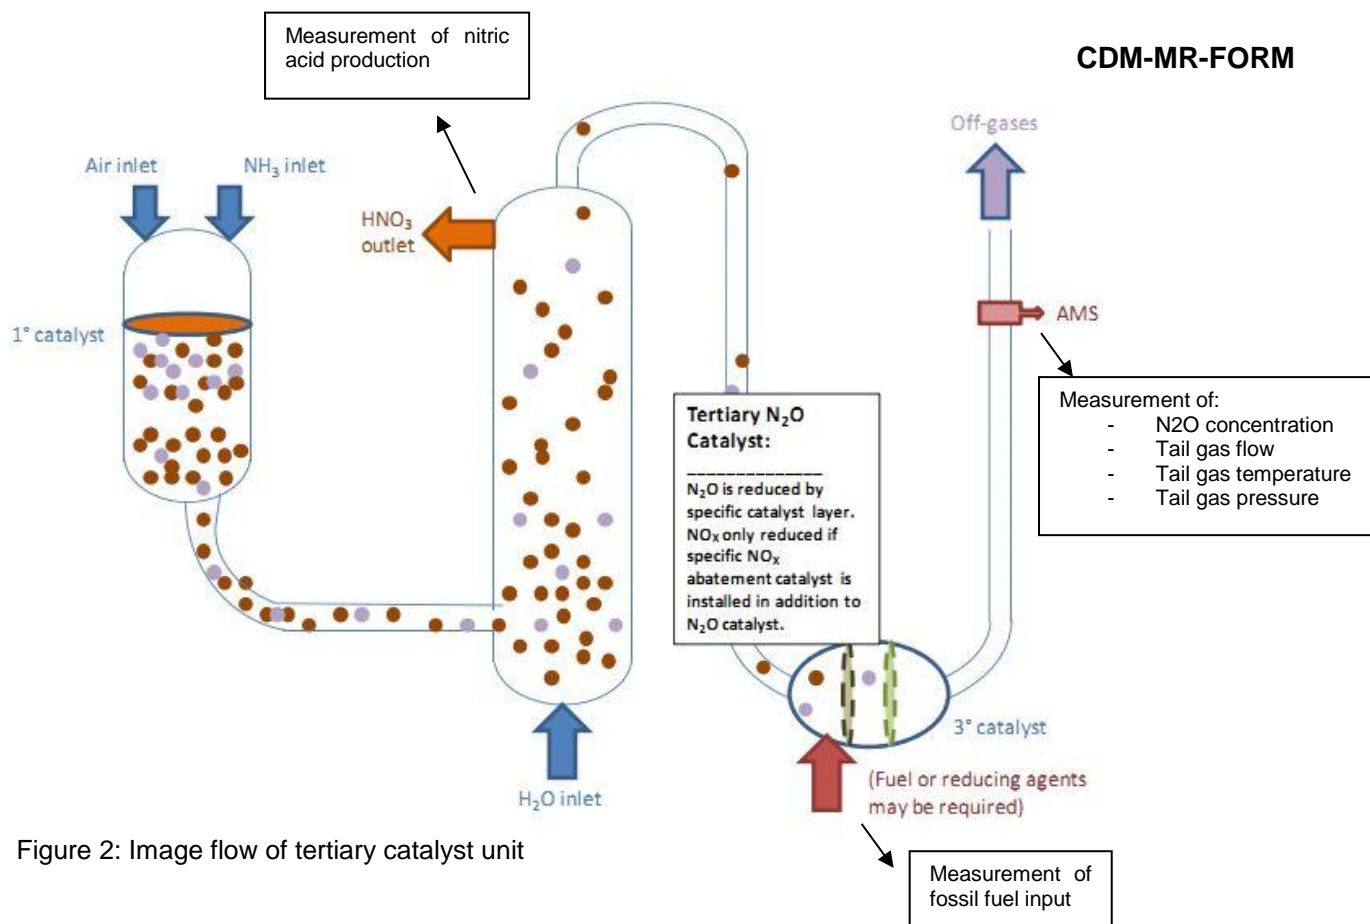 Measurement of nitric
acid production
CDM-MR-FORM
Off-gases
Air inlet
NH₃ inlet
HNO₃
outlet
1° catalyst
AMS
Measurement of:
- N2O concentration
- Tail gas flow
- Tail gas temperature
- Tail gas pressure
Tertiary N₂O
Catalyst:
_______________
N₂O is reduced by
specific catalyst layer.
NOₓ only reduced if
specific NOₓ
abatement catalyst is
installed in addition to
N₂O catalyst.
3° catalyst
H₂O inlet
(Fuel or reducing agents
may be required)
Figure 2: Image flow of tertiary catalyst unit
Measurement of
fossil fuel input